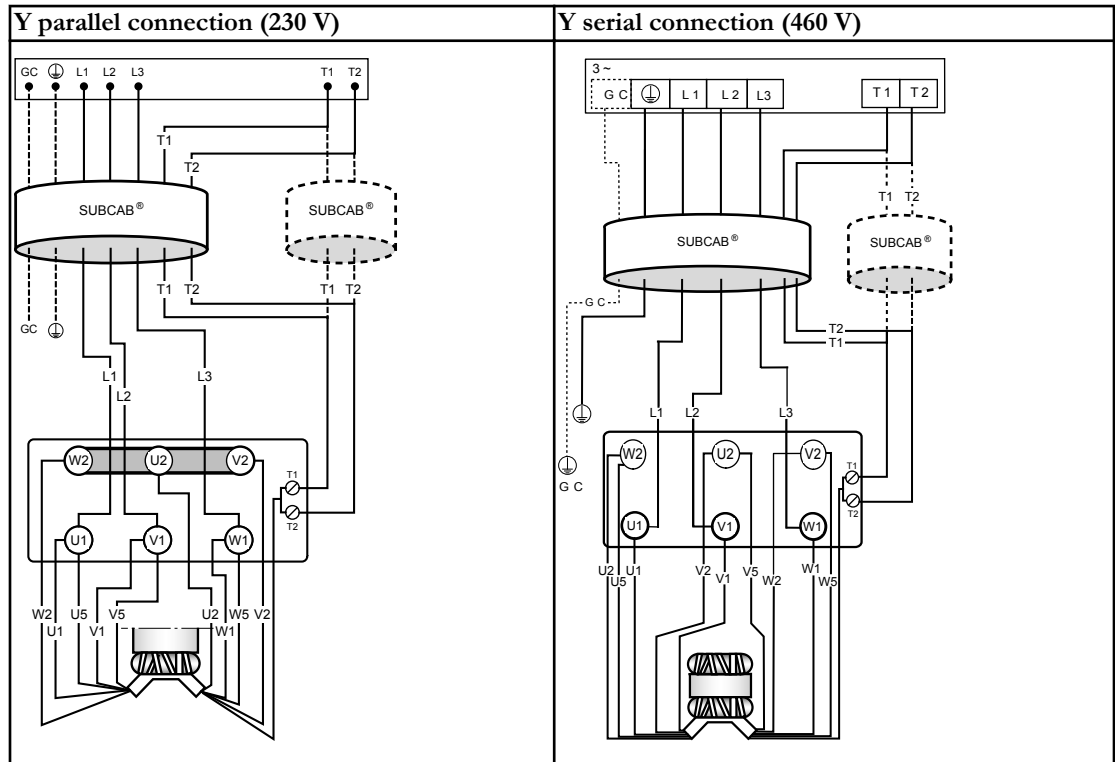 Y parallel connection (230 V)
GC L1 L2 L3 T1 T2
T1
T2
SUBCAB®
SUBCAB®
T1 T2
T1 T2
GC
L1
L3
L2
W2 U2 V2
T1
T2
U1 V1 W1
W2 U5 V5 U2 W5 V2
U1 V1 W1
Y serial connection (460 V)
3~
G C L 1 L 2 L3 T 1 T 2
T1 T2
SUBCAB®
SUBCAB®
G C
T2
T1
L1 L2 L3
W2 U2 V2
T1
T2
G C
U1 V1 W1
U2 U1 V2 V5 W1
U5 V1 W2 W5